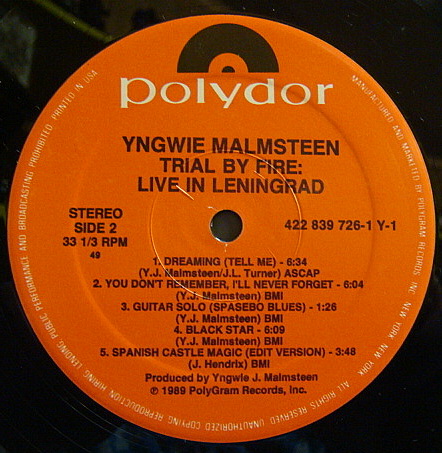 polydor
YNGWIE MALMSTEEN
TRIAL BY FIRE:
LIVE IN LENINGRAD
STEREO
SIDE 2
33 1/3 RPM
49
422 839 726-1 Y-1
1. DREAMING (TELL ME) - 6:34
(Y.J. Malmsteen/J.L. Turner) ASCAP
2. YOU DON'T REMEMBER, I'LL NEVER FORGET - 6:04
(Y.J. Malmsteen) BMI
3. GUITAR SOLO (SPASEBO BLUES) - 1:26
(Y.J. Malmsteen) BMI
4. BLACK STAR - 6:09
(Y.J. Malmsteen) BMI
5. SPANISH CASTLE MAGIC (EDIT VERSION) - 3:48
(J. Hendrix) BMI
Produced by Yngwie J. Malmsteen
℗ 1989 PolyGram Records, Inc.
MANUFACTURED AND MARKETED BY POLYGRAM RECORDS, INC. NEW YORK, NEW YORK
ALL RIGHTS RESERVED. UNAUTHORIZED COPYING, REPRODUCTION, HIRING, LENDING, PUBLIC PERFORMANCE AND BROADCASTING PROHIBITED. PRINTED IN USA